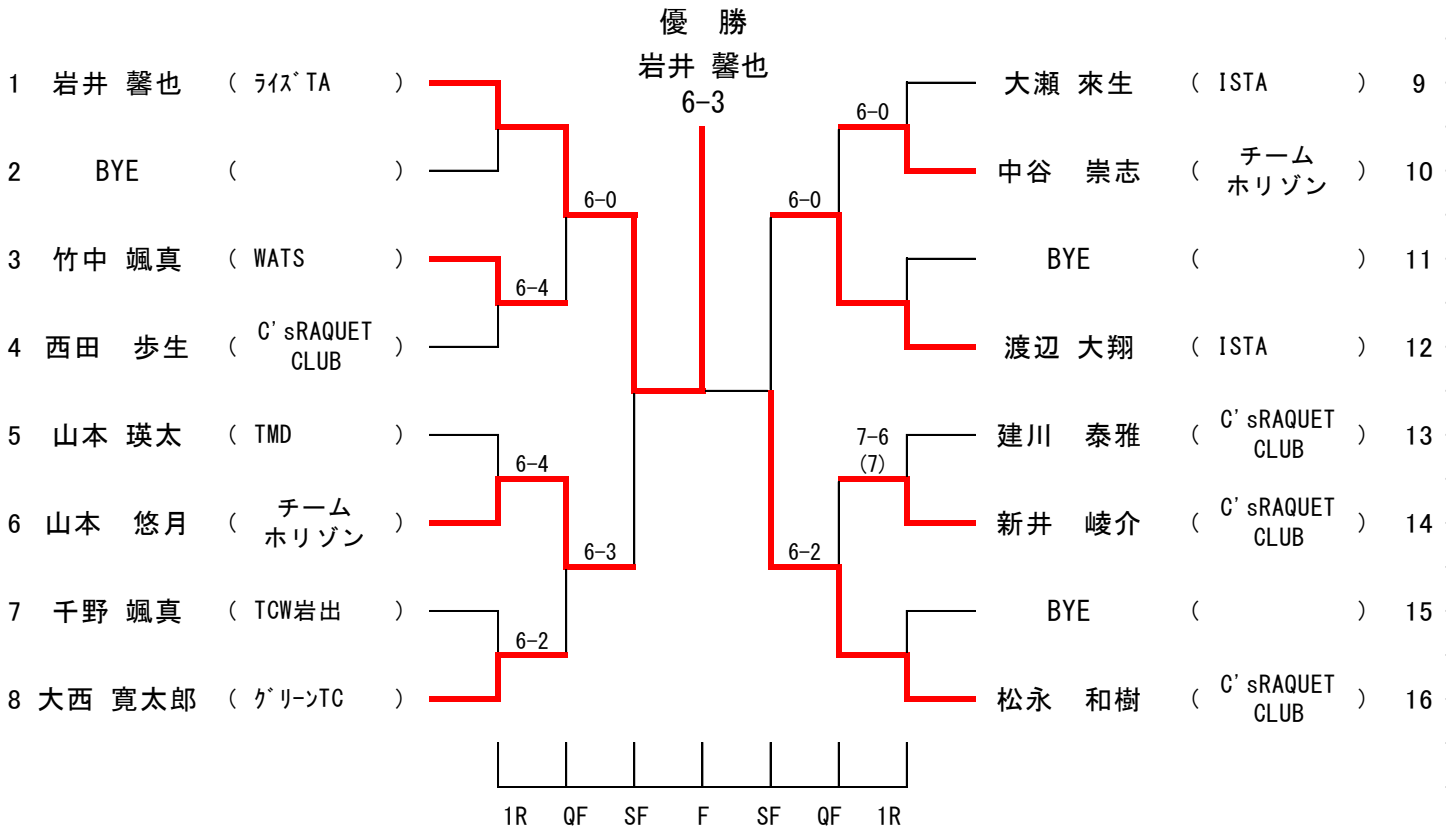 優 勝
岩井 馨也
6-3
1 岩井 馨也 ( ﾗｲｽﾞTA )
2 BYE ( )
6-0
3 竹中 颯真 ( WATS )
6-4
4 西田 歩生 ( C'sRAQUET
CLUB )
5 山本 瑛太 ( TMD )
6-4
6 山本 悠月 ( チーム
ホリゾン )
6-3
7 千野 颯真 ( TCW岩出 )
6-2
8 大西 寛太郎 ( ｸﾞﾘｰﾝTC )
大瀬 來生 ( ISTA ) 9
6-0
中谷 崇志 ( チーム
ホリゾン ) 10
6-0
BYE ( ) 11
渡辺 大翔 ( ISTA ) 12
建川 泰雅 ( C'sRAQUET
CLUB ) 13
7-6
(7)
新井 崚介 ( C'sRAQUET
CLUB ) 14
6-2
BYE ( ) 15
松永 和樹 ( C'sRAQUET
CLUB ) 16
1R QF SF F SF QF 1R